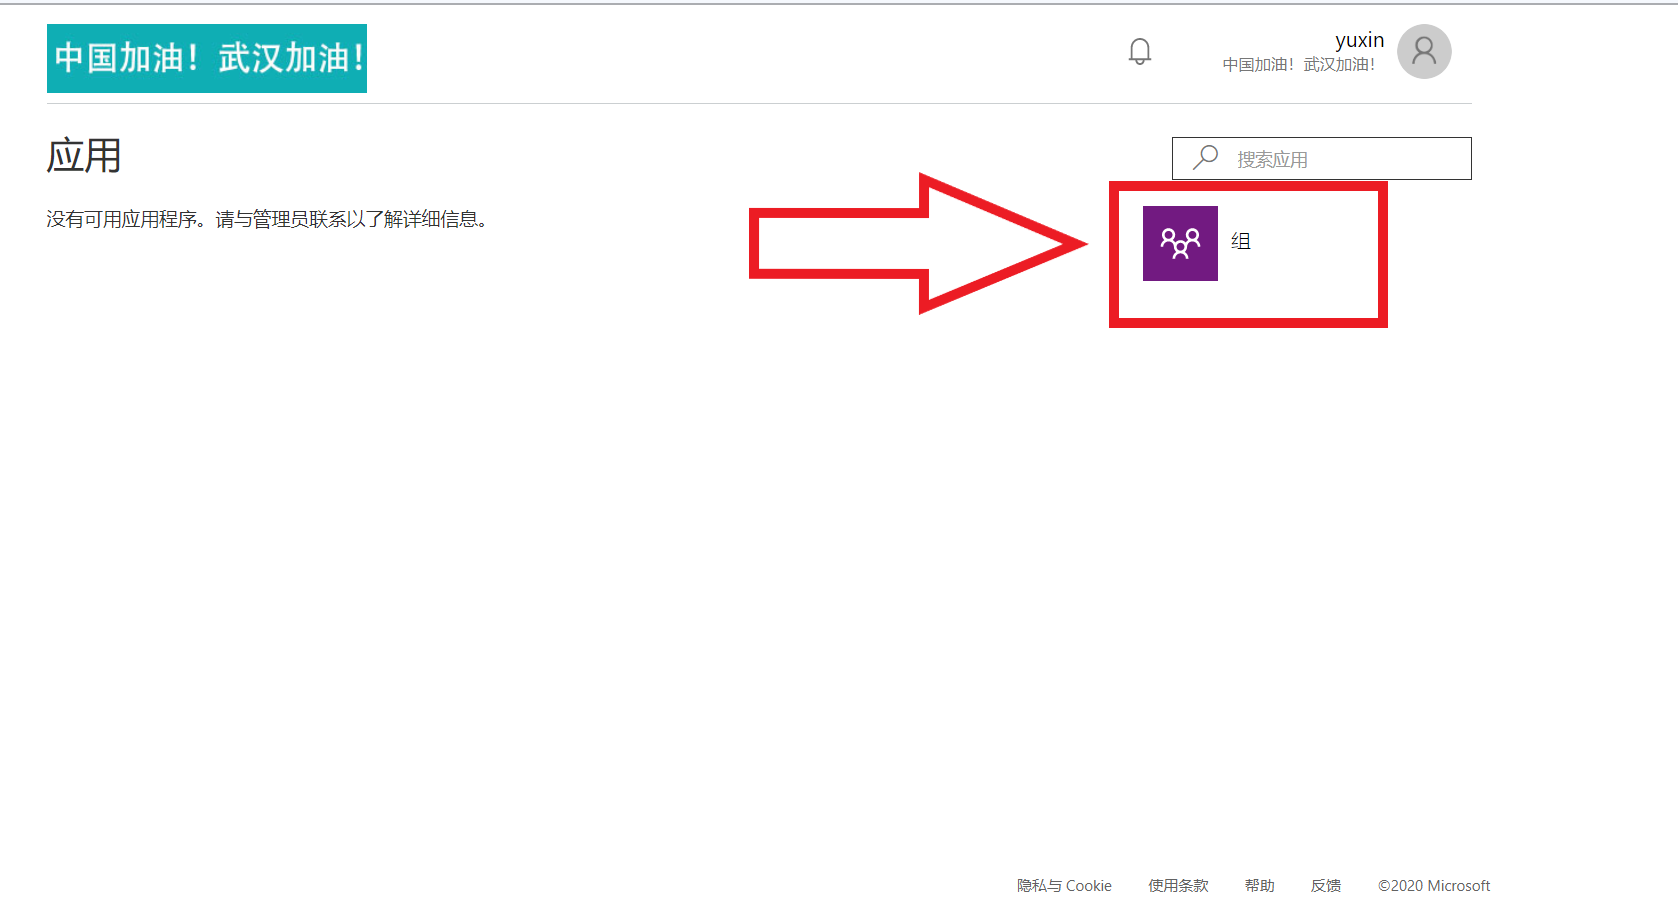 中国加油！武汉加油！
yuxin
中国加油！武汉加油！
应用
搜索应用
没有可用应用程序。请与管理员联系以了解详细信息。
组
隐私与 Cookie 使用条款 帮助 反馈 ©2020 Microsoft